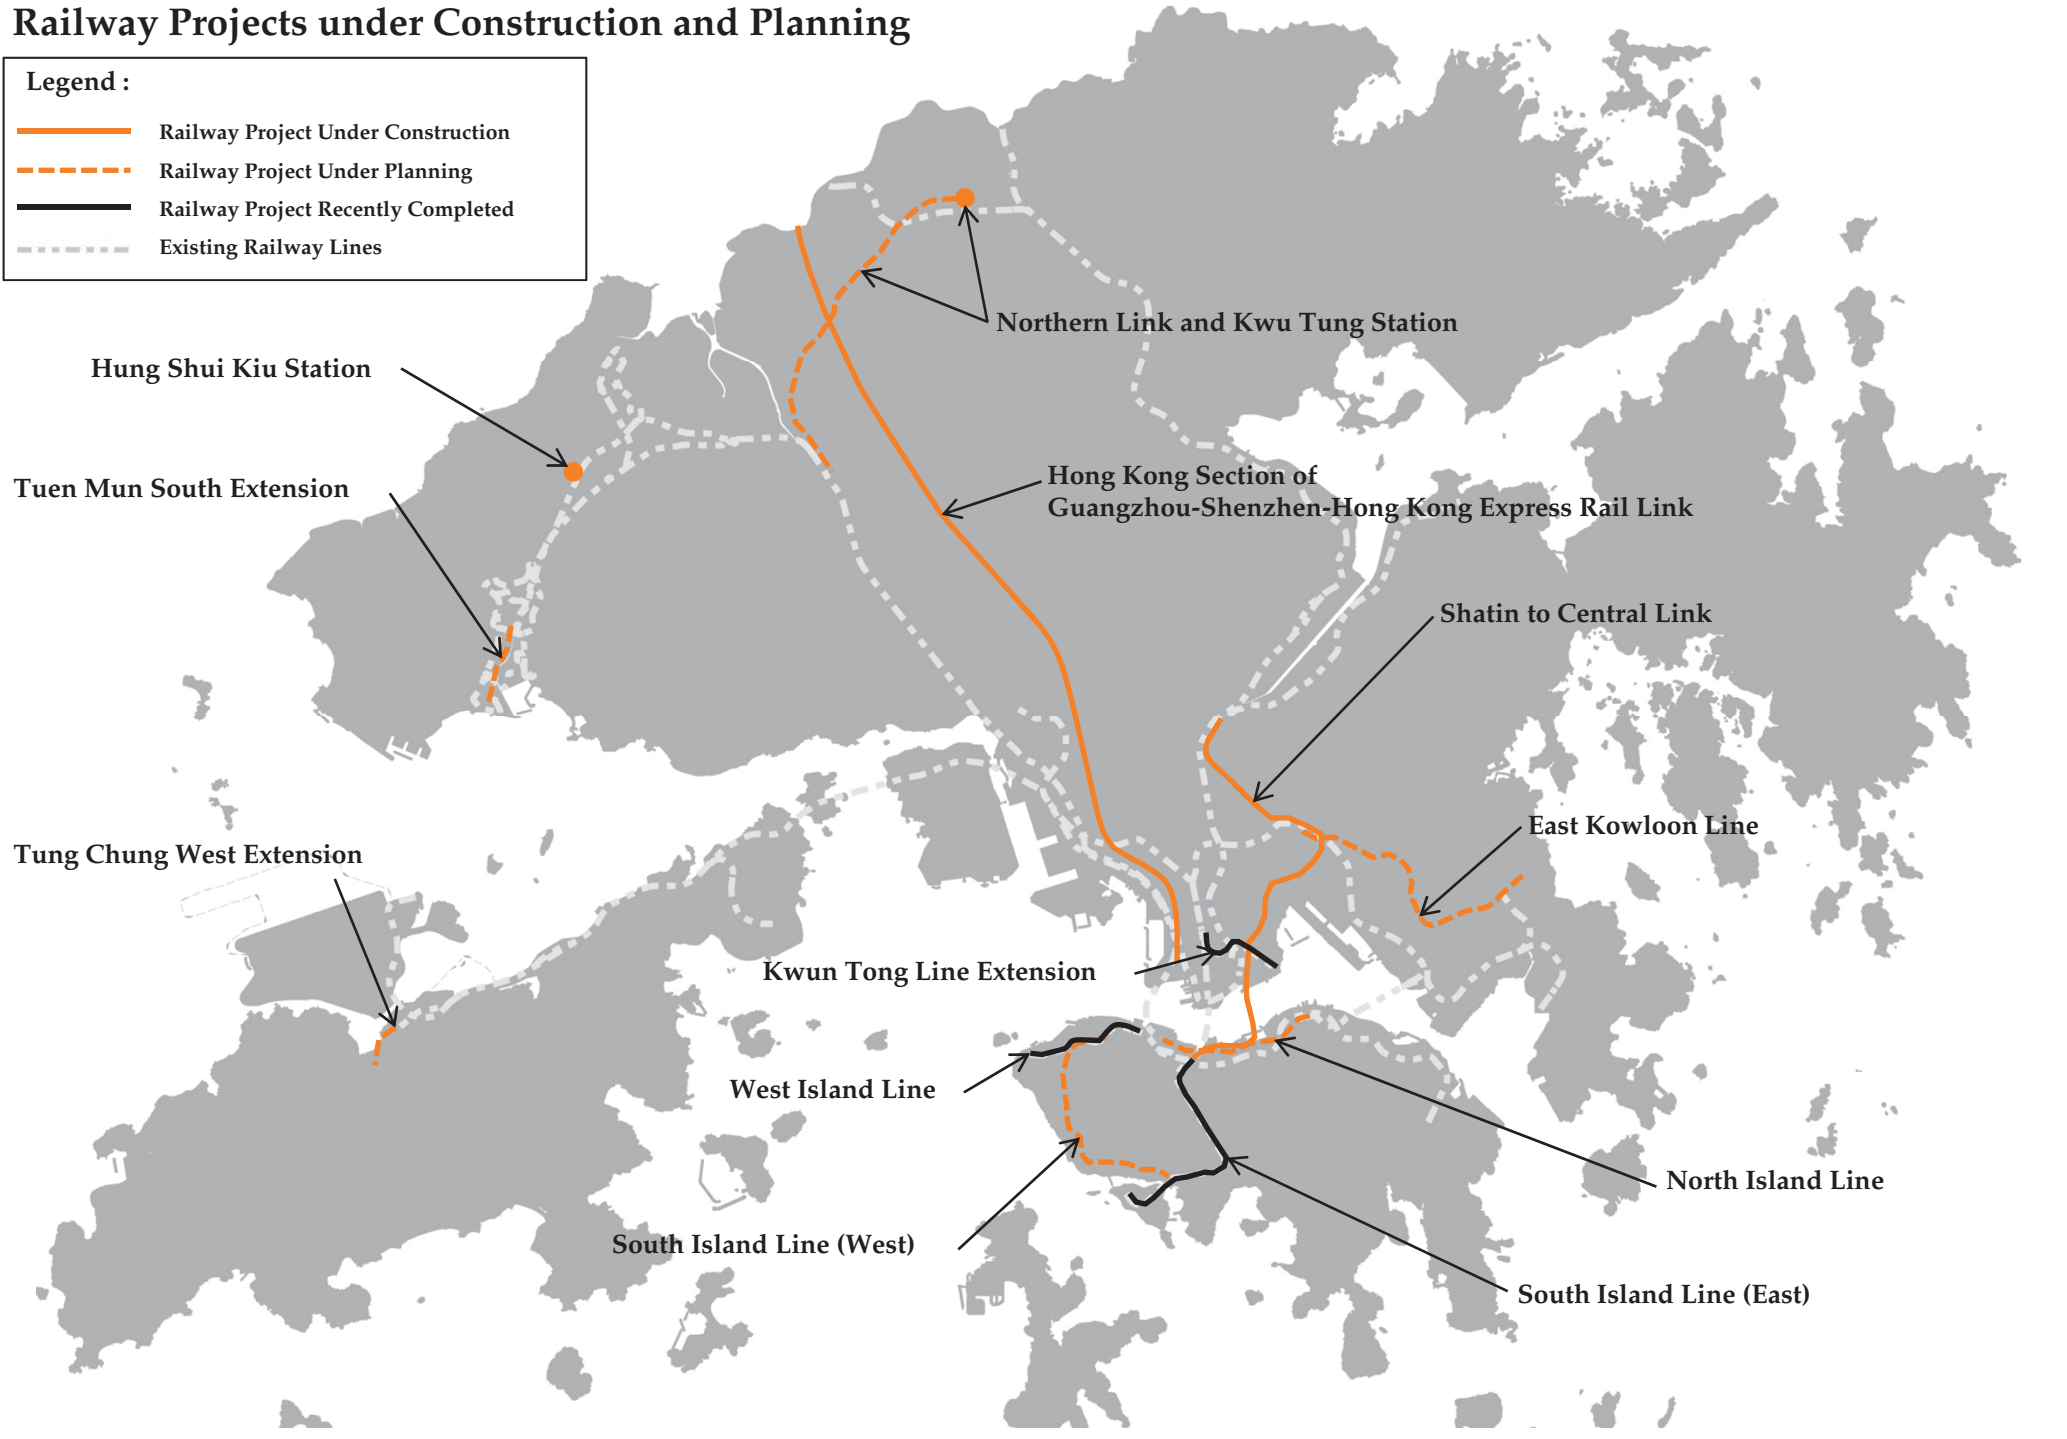 Railway Projects under Construction and Planning
Legend :
Railway Project Under Construction
Railway Project Under Planning
Railway Project Recently Completed
Existing Railway Lines
Northern Link and Kwu Tung Station
Hung Shui Kiu Station
Hong Kong Section of
Guangzhou-Shenzhen-Hong Kong Express Rail Link
Tuen Mun South Extension
Shatin to Central Link
East Kowloon Line
Tung Chung West Extension
Kwun Tong Line Extension
West Island Line
North Island Line
South Island Line (West)
South Island Line (East)